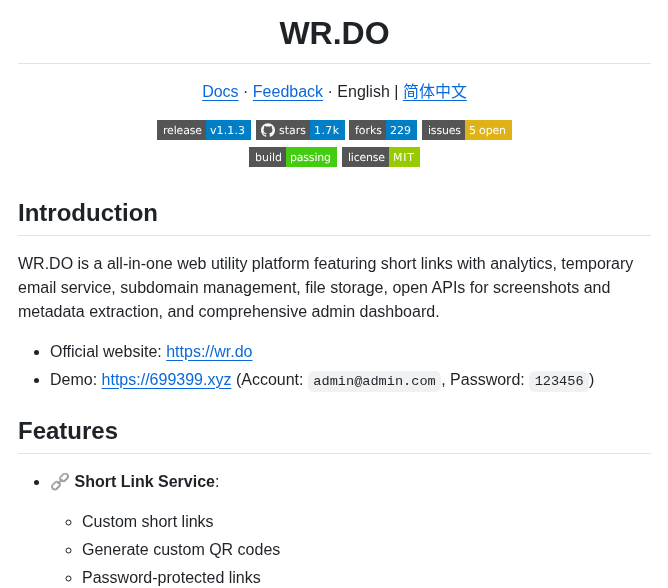 WR.DO
Docs · Feedback · English | 简体中文
release v1.1.3 stars 1.7k forks 229 issues 5 open
build passing license MIT
Introduction
WR.DO is a all-in-one web utility platform featuring short links with analytics, temporary
email service, subdomain management, file storage, open APIs for screenshots and
metadata extraction, and comprehensive admin dashboard.
• Official website: https://wr.do
• Demo: https://699399.xyz (Account: admin@admin.com, Password: 123456)
Features
• 🔗 Short Link Service:
◦ Custom short links
◦ Generate custom QR codes
◦ Password-protected links